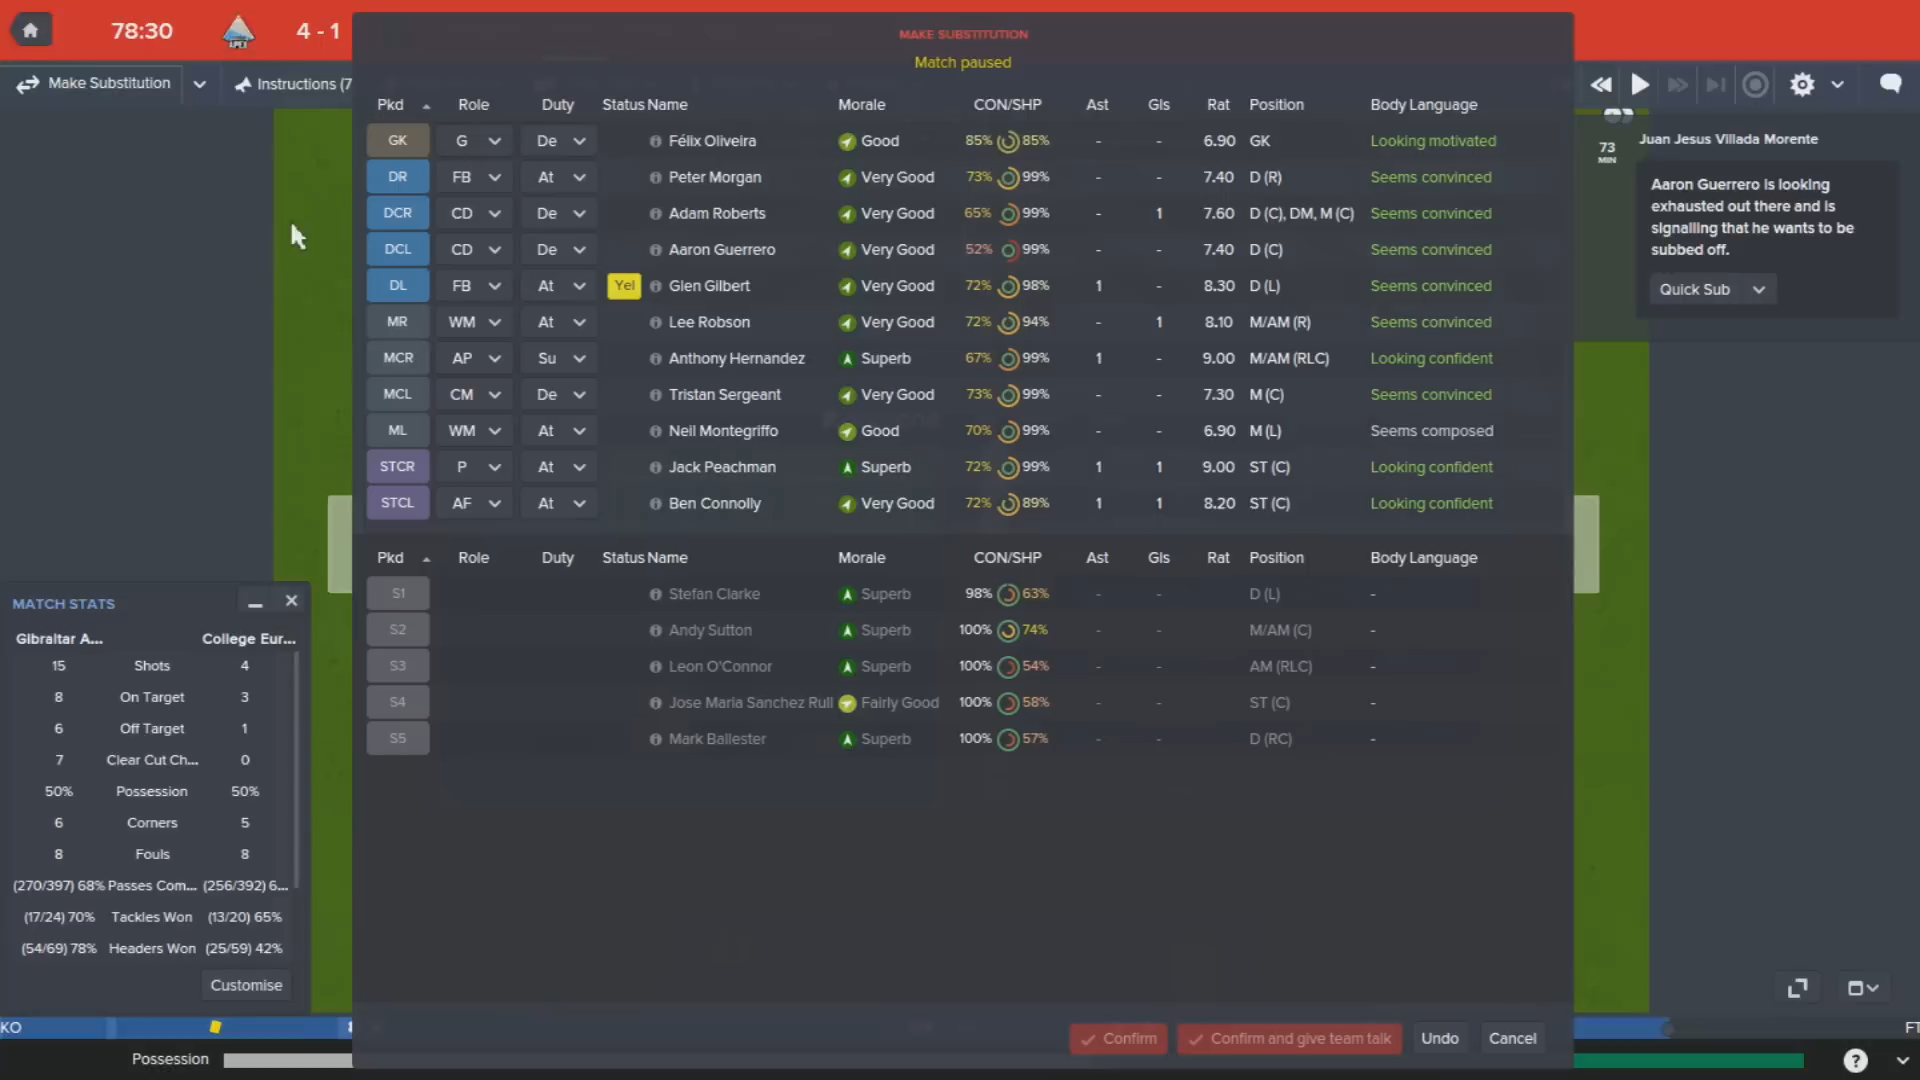 78:30 APEX 4 - 1
Make Substitution
Instructions (7
MAKE SUBSTITUTION
Match paused
Pkd Role Duty Status Name Morale CON/SHP Ast Gls Rat Position Body Language
GK G De Félix Oliveira Good 85% 85% - - 6.90 GK Looking motivated
DR FB At Peter Morgan Very Good 73% 99% - - 7.40 D (R) Seems convinced
DCR CD De Adam Roberts Very Good 65% 99% - 1 7.60 D (C), DM, M (C) Seems convinced
DCL CD De Aaron Guerrero Very Good 52% 99% - - 7.40 D (C) Seems convinced
DL FB At Yel Glen Gilbert Very Good 72% 98% 1 - 8.30 D (L) Seems convinced
MR WM At Lee Robson Very Good 72% 94% - 1 8.10 M/AM (R) Seems convinced
MCR AP Su Anthony Hernandez Superb 67% 99% 1 - 9.00 M/AM (RLC) Looking confident
MCL CM De Tristan Sergeant Very Good 73% 99% - - 7.30 M (C) Seems convinced
ML WM At Neil Montegriffo Good 70% 99% - - 6.90 M (L) Seems composed
STCR P At Jack Peachman Superb 72% 99% 1 1 9.00 ST (C) Looking confident
STCL AF At Ben Connolly Very Good 72% 89% 1 1 8.20 ST (C) Looking confident
Pkd Role Duty Status Name Morale CON/SHP Ast Gls Rat Position Body Language
S1 Stefan Clarke Superb 98% 63% - - D (L) -
S2 Andy Sutton Superb 100% 74% - - M/AM (C) -
S3 Leon O'Connor Superb 100% 54% - - AM (RLC) -
S4 Jose Maria Sanchez Rull Fairly Good 100% 58% - - ST (C) -
S5 Mark Ballester Superb 100% 57% - - D (RC) -
Confirm
Confirm and give team talk
Undo
Cancel
73
MIN
Juan Jesus Villada Morente
Aaron Guerrero is looking
exhausted out there and is
signalling that he wants to be
subbed off.
Quick Sub
MATCH STATS
Gibraltar A... College Eur...
15 Shots 4
8 On Target 3
6 Off Target 1
7 Clear Cut Ch... 0
50% Possession 50%
6 Corners 5
8 Fouls 8
(270/397) 68% Passes Com... (256/392) 6...
(17/24) 70% Tackles Won (13/20) 65%
(54/69) 78% Headers Won (25/59) 42%
Customise
KO
FT
Possession
?